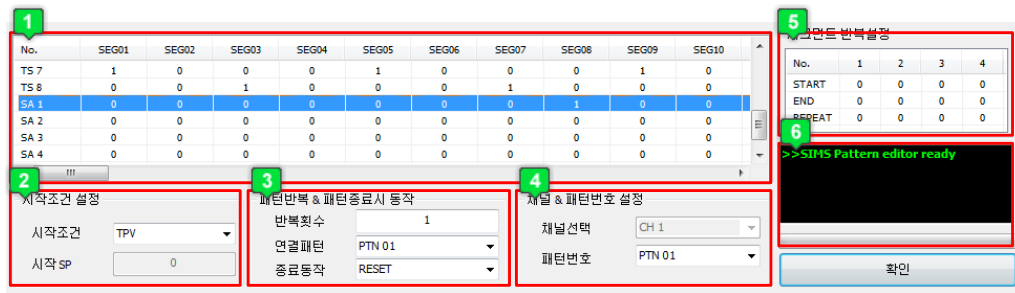 1
No. SEG01 SEG02 SEG03 SEG04 SEG05 SEG06 SEG07 SEG08 SEG09 SEG10
TS 7 1 0 0 0 1 0 0 0 1 0
TS 8 0 0 1 0 0 0 1 0 0 0
SA 1 0 0 0 0 0 0 0 1 0 0
SA 2 0 0 0 0 0 0 0 0 0 0
SA 3 0 0 0 0 0 0 0 0 0 0
SA 4 0 0 0 0 0 0 0 0 0 0
2
시작조건 설정
시작조건 TPV
시작 SP 0
3
패턴반복 & 패턴종료시 동작
반복횟수 1
연결패턴 PTN 01
종료동작 RESET
4
채널 & 패턴번호 설정
채널선택 CH 1
패턴번호 PTN 01
5
세그먼트 반복설정
No. 1 2 3 4
START 0 0 0 0
END 0 0 0 0
REPEAT 0 0 0 0
6
>>SIMS Pattern editor ready
확인